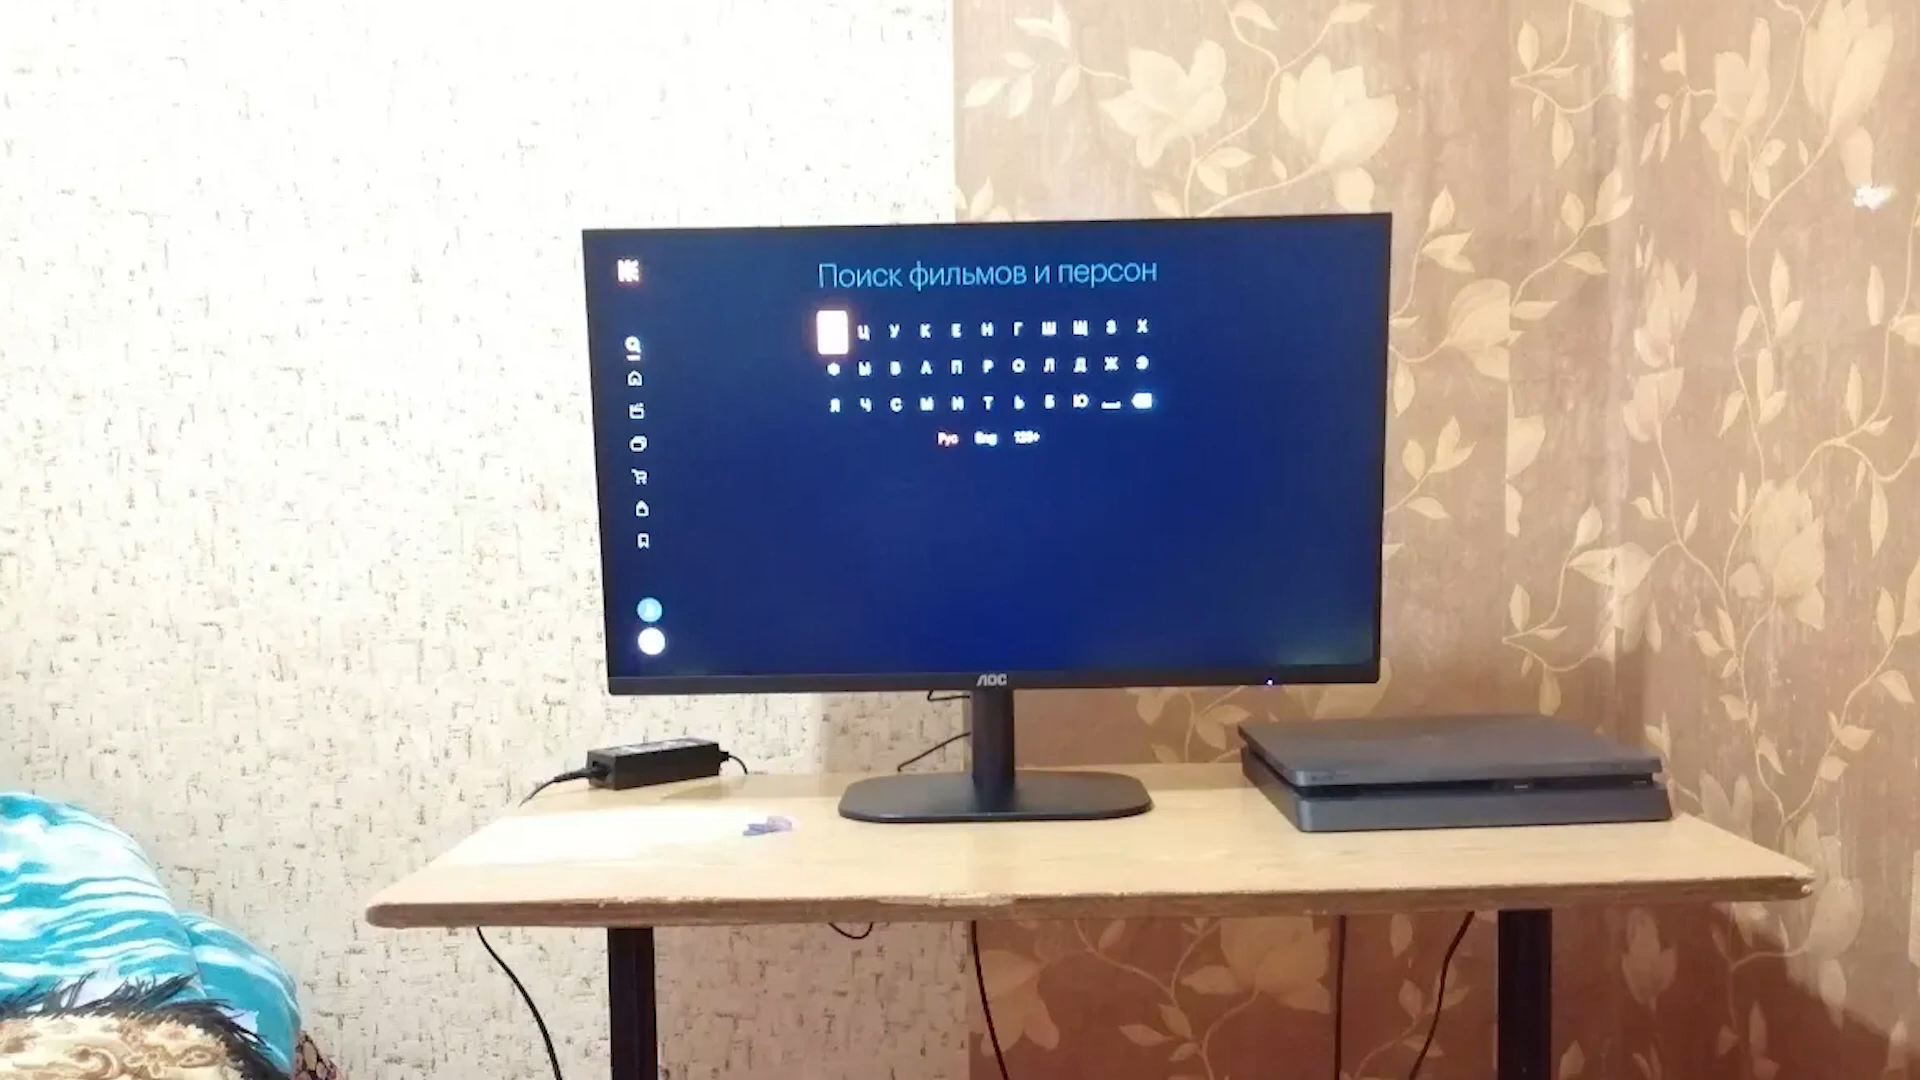 Поиск фильмов и персон
Ц У К Е Н Г Ш Щ З Х
Ф Ы В А П Р О Л Д Ж Э
Я Ч С М И Т Ь Б Ю
Рус Eng 123+
AOC